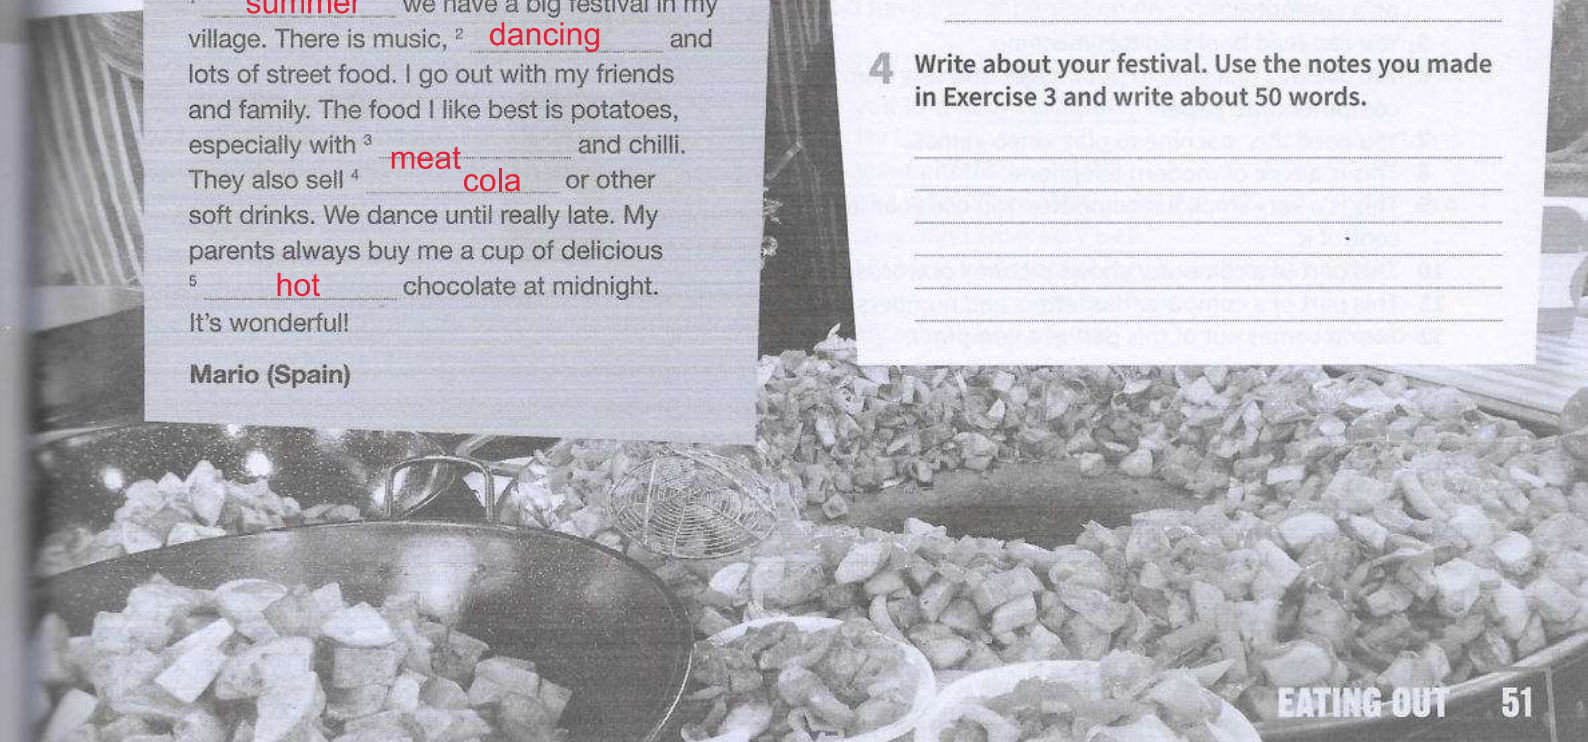 summer we have a big festival in my
village. There is music, 2 dancing and
lots of street food. I go out with my friends
and family. The food I like best is potatoes,
especially with 3 meat and chilli.
They also sell 4 cola or other
soft drinks. We dance until really late. My
parents always buy me a cup of delicious
5 hot chocolate at midnight.
It's wonderful!
Mario (Spain)
4 Write about your festival. Use the notes you made
in Exercise 3 and write about 50 words.
EATING OUT 51